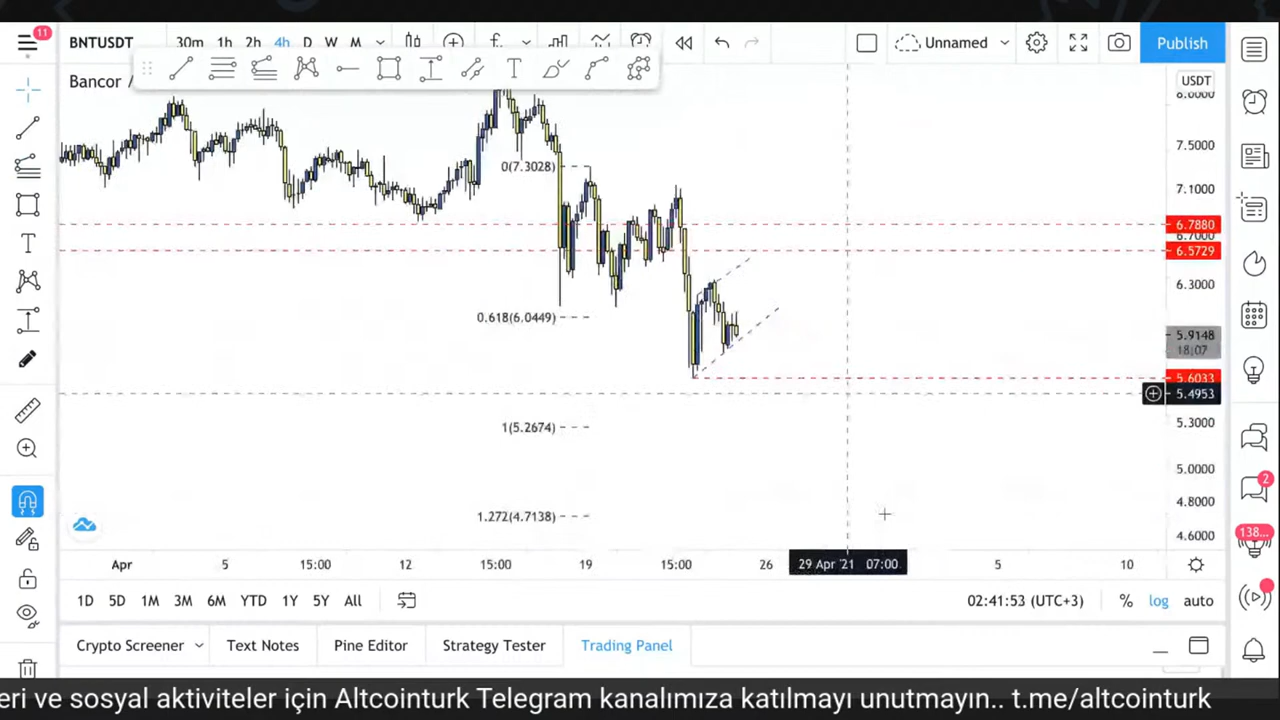 11
BNTUSDT
30m 1h 2h 4h D W M
Unnamed
Publish
Bancor /
USDT
8.0000
7.5000
7.1000
6.7880
6.7000
6.5729
6.3000
5.9148
18:07
5.6033
5.4953
5.3000
5.0000
4.8000
4.6000
0(7.3028)
0.618(6.0449)
1(5.2674)
1.272(4.7138)
2
138...
Apr 5 15:00 12 15:00 19 15:00 26 29 Apr '21 07:00 5 10
1D 5D 1M 3M 6M YTD 1Y 5Y All 02:41:53 (UTC+3) % log auto
Crypto Screener Text Notes Pine Editor Strategy Tester Trading Panel
eri ve sosyal aktiviteler için Altcointurk Telegram kanalımıza katılmayı unutmayın.. t.me/altcointurk